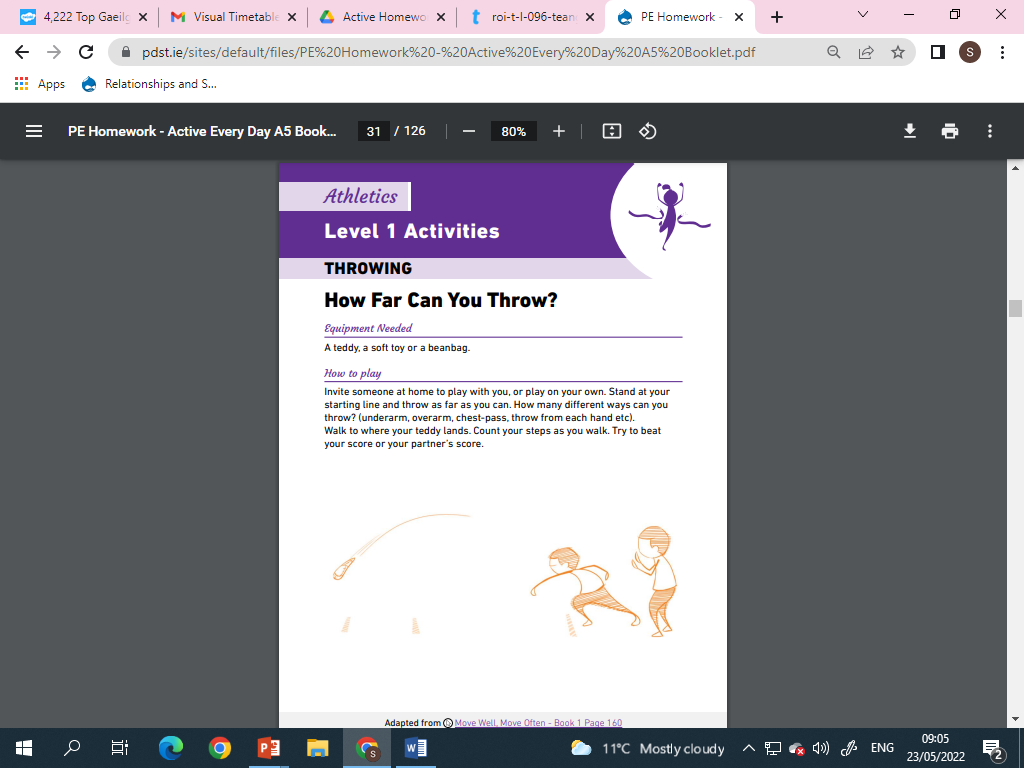 4,222 Top Gaeilg
Visual Timetable
Active Homewo
roi-t-l-096-tean
PE Homework -
pdst.ie/sites/default/files/PE%20Homework%20-%20Active%20Every%20Day%20A5%20Booklet.pdf
S
Apps
Relationships and S...
PE Homework - Active Every Day A5 Book...
31 / 126
80%
Athletics
Level 1 Activities
THROWING
How Far Can You Throw?
Equipment Needed
A teddy, a soft toy or a beanbag.
How to play
Invite someone at home to play with you, or play on your own. Stand at your
starting line and throw as far as you can. How many different ways can you
throw? (underarm, overarm, chest-pass, throw from each hand etc).
Walk to where your teddy lands. Count your steps as you walk. Try to beat
your score or your partner's score.
Adapted from Move Well, Move Often - Book 1 Page 160
11°C Mostly cloudy
ENG
09:05
23/05/2022
2